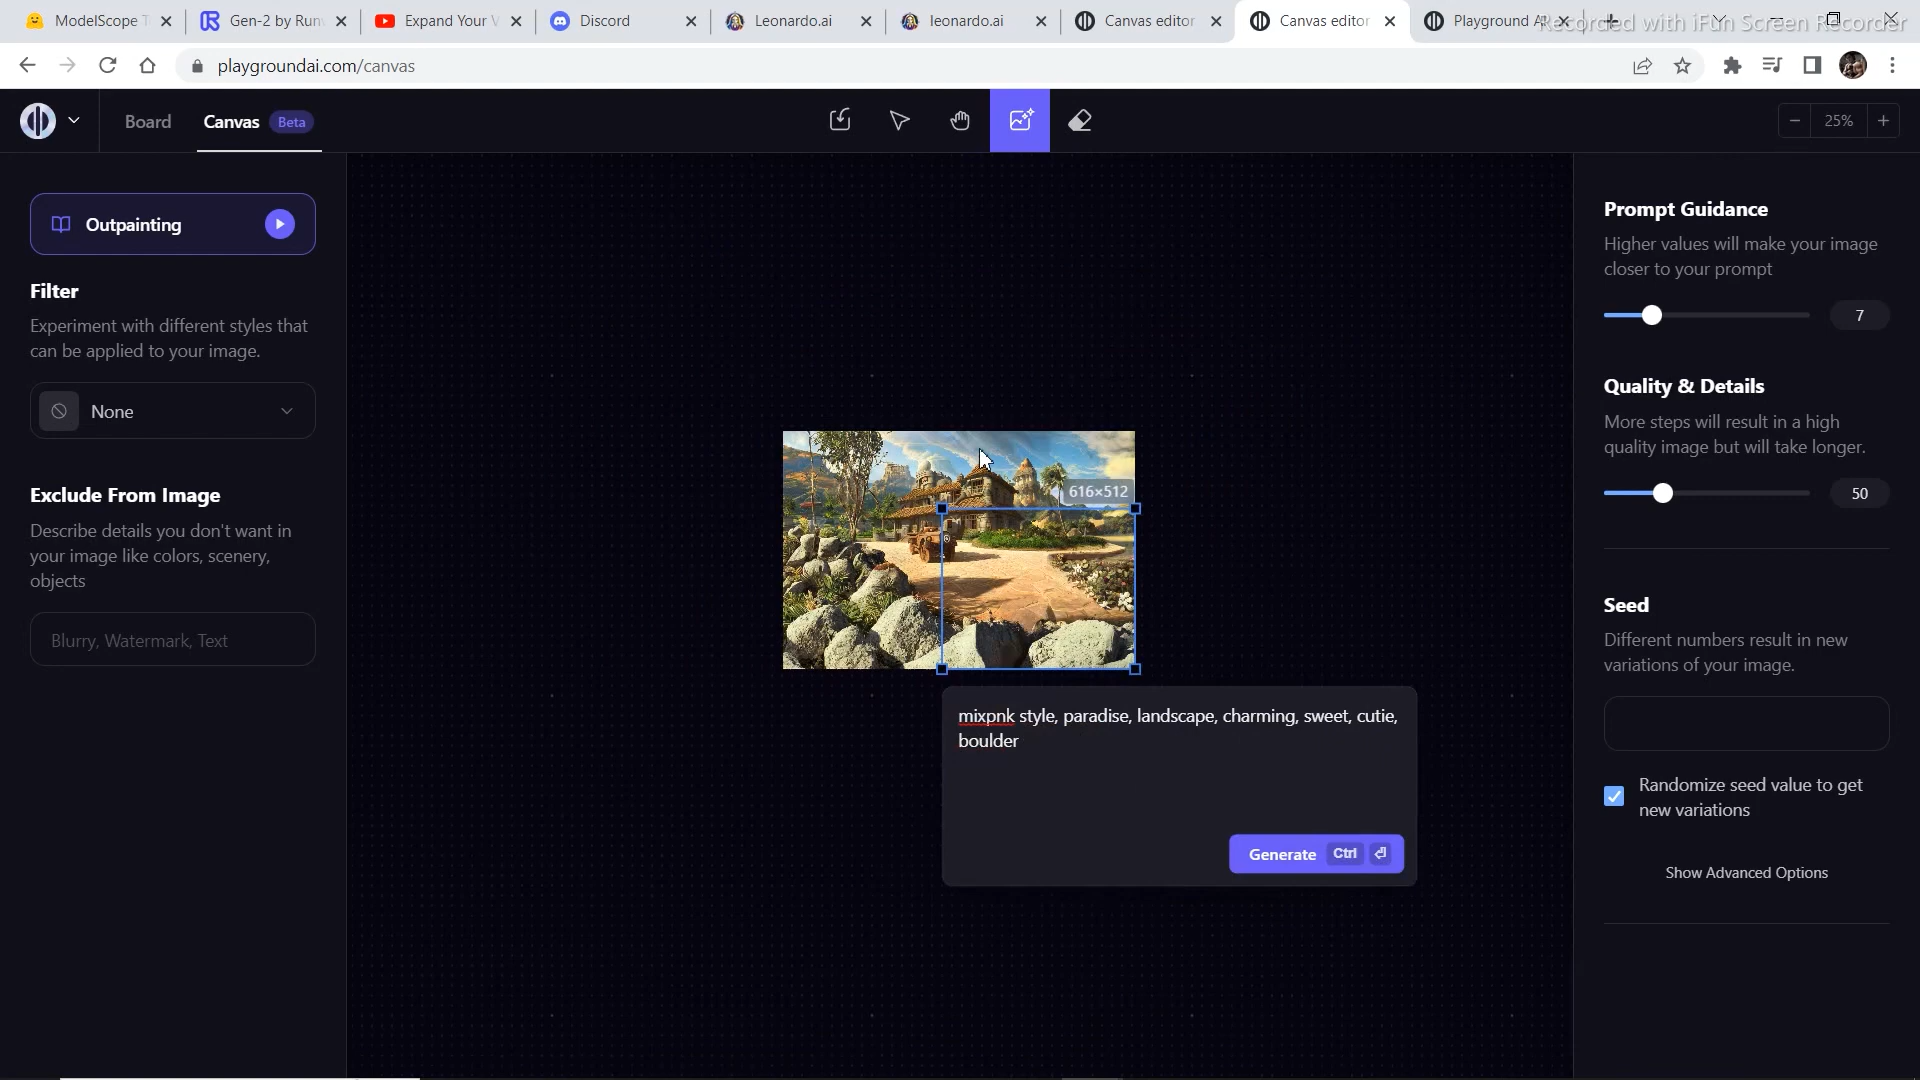 ModelScope T
Gen-2 by Run
Expand Your V
Discord
Leonardo.ai
leonardo.ai
Canvas editor
Canvas editor
Playground AI
Recorded with iFun Screen Recorder
playgroundai.com/canvas
Board
Canvas Beta
25%
Outpainting
Filter
Experiment with different styles that
can be applied to your image.
None
Exclude From Image
Describe details you don't want in
your image like colors, scenery,
objects
Blurry, Watermark, Text
616×512
mixpnk style, paradise, landscape, charming, sweet, cutie,
boulder
Generate Ctrl
Prompt Guidance
Higher values will make your image
closer to your prompt
7
Quality & Details
More steps will result in a high
quality image but will take longer.
50
Seed
Different numbers result in new
variations of your image.
Randomize seed value to get
new variations
Show Advanced Options